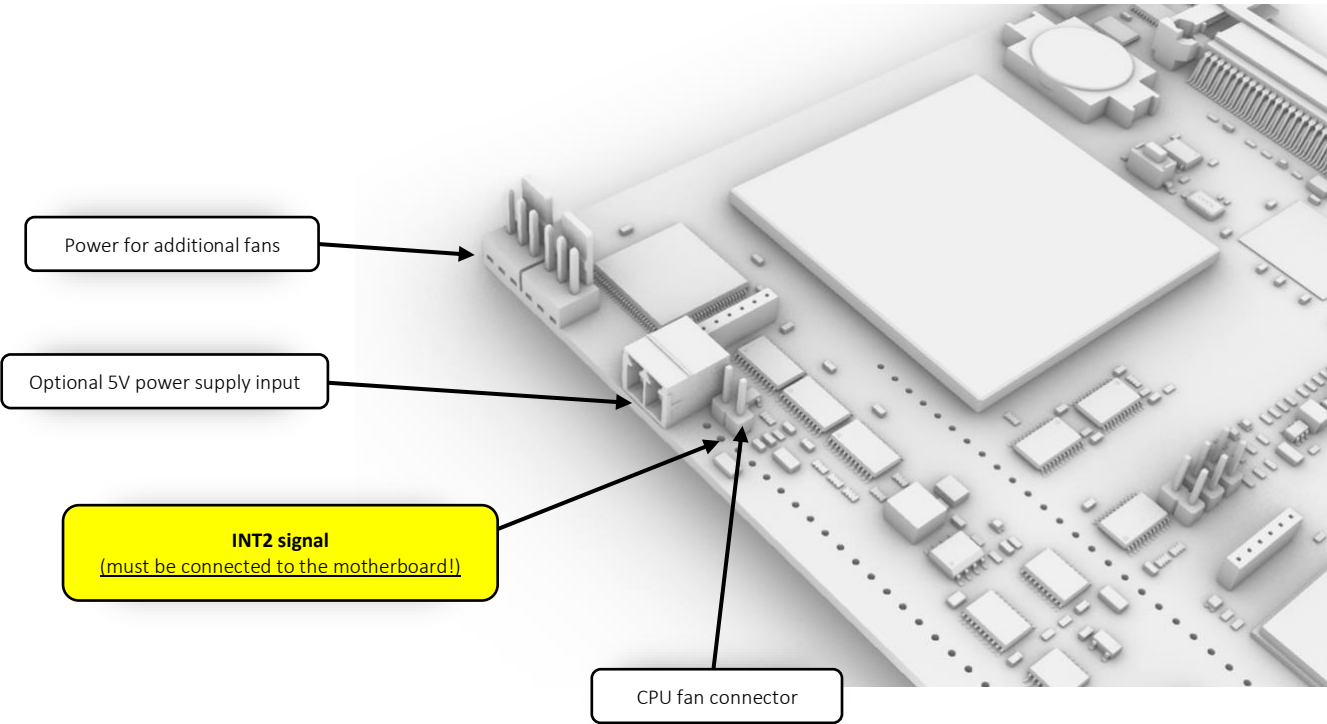 Power for additional fans
Optional 5V power supply input
INT2 signal
(must be connected to the motherboard!)
CPU fan connector